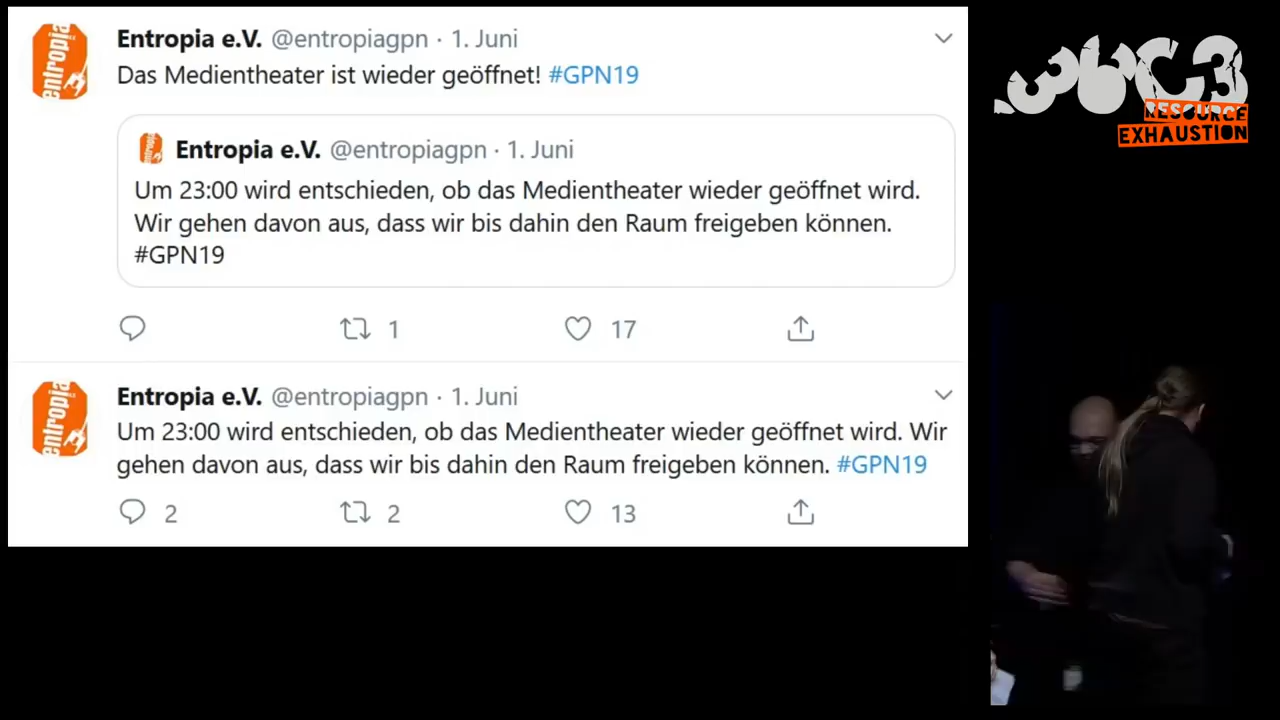 Entropia e.V. @entropiagpn · 1. Juni
Das Medientheater ist wieder geöffnet! #GPN19
Entropia e.V. @entropiagpn · 1. Juni
Um 23:00 wird entschieden, ob das Medientheater wieder geöffnet wird.
Wir gehen davon aus, dass wir bis dahin den Raum freigeben können.
#GPN19
1 17
Entropia e.V. @entropiagpn · 1. Juni
Um 23:00 wird entschieden, ob das Medientheater wieder geöffnet wird. Wir
gehen davon aus, dass wir bis dahin den Raum freigeben können. #GPN19
2 2 13
entropia
entropia
entropia
36C3
RESOURCE
EXHAUSTION